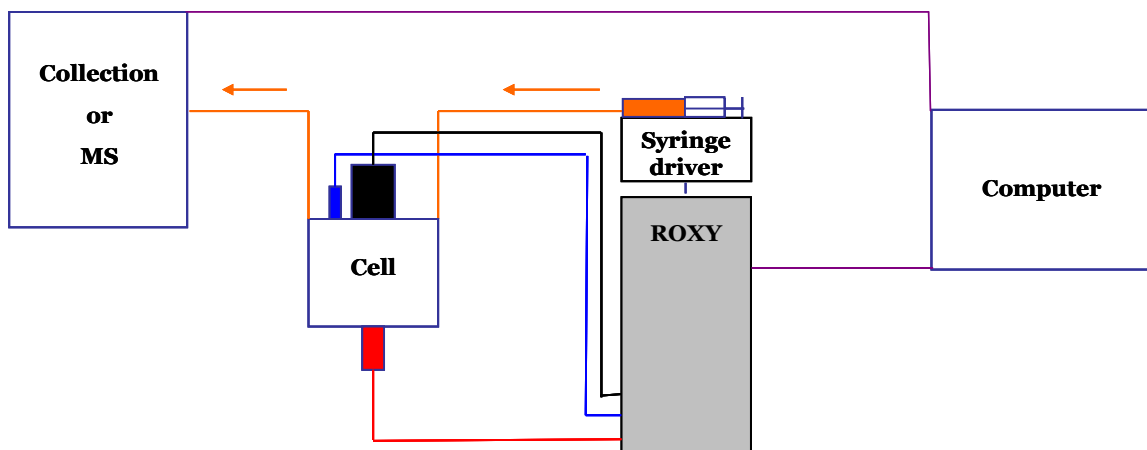 Collection
or
MS
Syringe
driver
Computer
ROXY
Cell